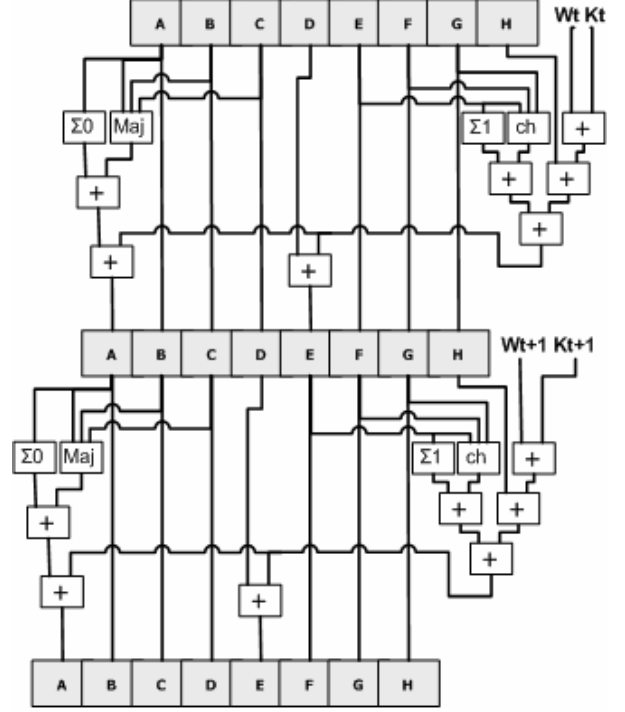 A B C D E F G H Wt Kt
Σ0 Maj Σ1 ch +
+ + +
+
+ +
A B C D E F G H Wt+1 Kt+1
Σ0 Maj Σ1 ch +
+ + +
+
+ +
A B C D E F G H